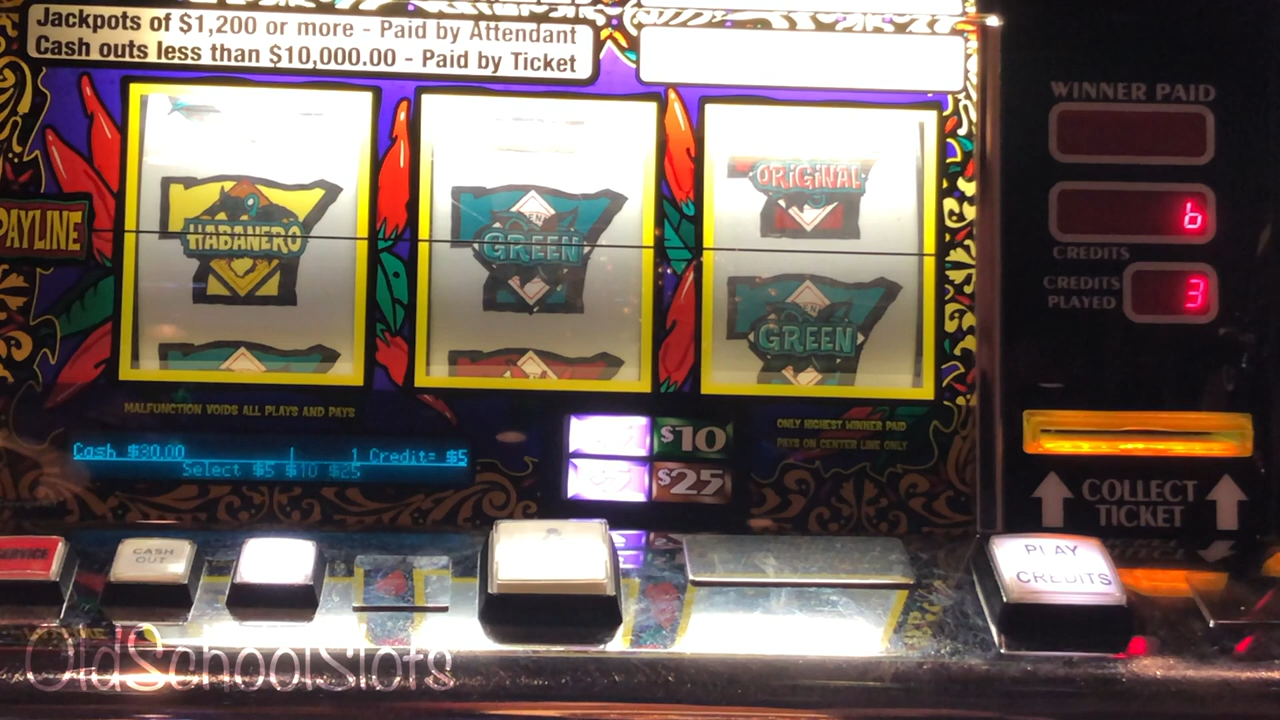 Jackpots of $1,200 or more - Paid by Attendant
Cash outs less than $10,000.00 - Paid by Ticket
WINNER PAID
6
CREDITS
CREDITS PLAYED
3
PAYLINE
HABANERO
GREEN
ORIGINAL
GREEN
MALFUNCTION VOIDS ALL PLAYS AND PAYS
ONLY HIGHEST WINNER PAID
PAYS ON CENTER LINE ONLY
Cash $30.00 | 1 Credit= $5
Select $5 $10 $25
$10
$25
COLLECT
TICKET
SERVICE
CASH
OUT
PLAY
CREDITS
OldSchoolSlots